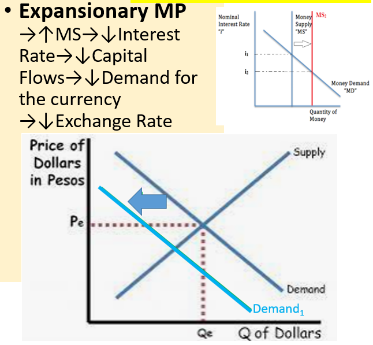 • Expansionary MP
→↑MS→↓Interest
Rate→↓Capital
Flows→↓Demand for
the currency
→↓Exchange Rate
Nominal
Interest Rate
"i"
Money
Supply
"MS"
MS₁
i₁
i₂
Money Demand
"MD"
Quantity of
Money
Price of
Dollars
in Pesos
Supply
Pe
Demand
Demand₁
Qe
Q of Dollars